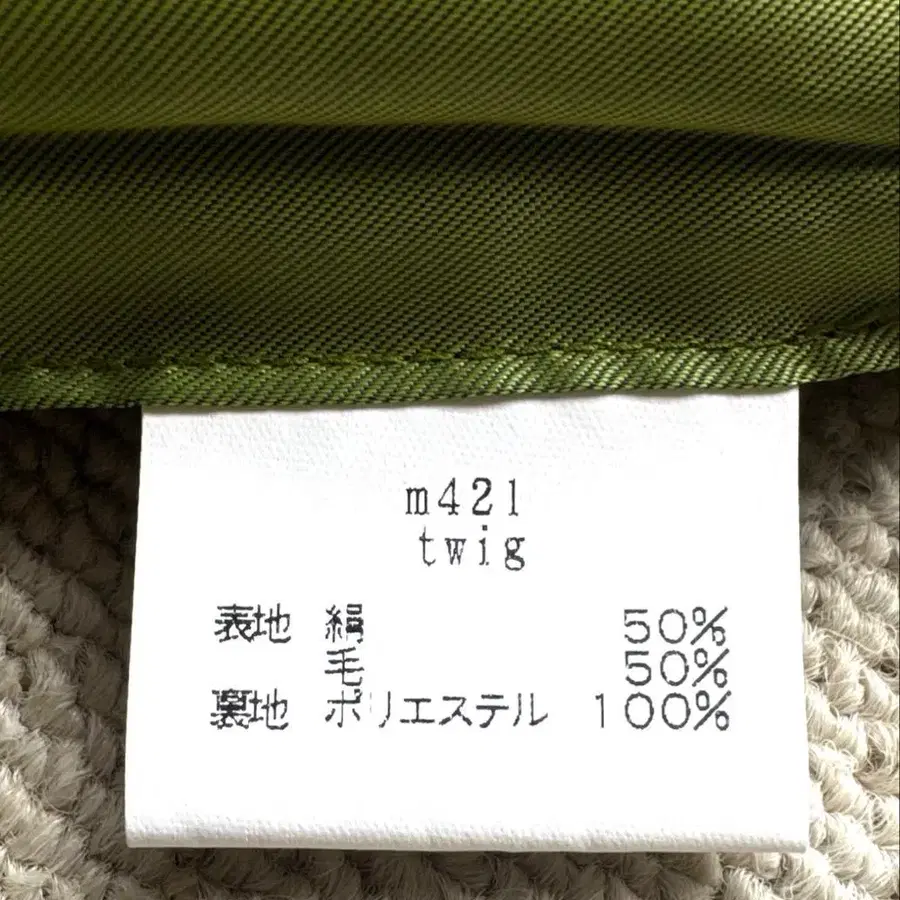 m421
twig
表地 絹 50%
毛 50%
裏地 ポリエステル 100%